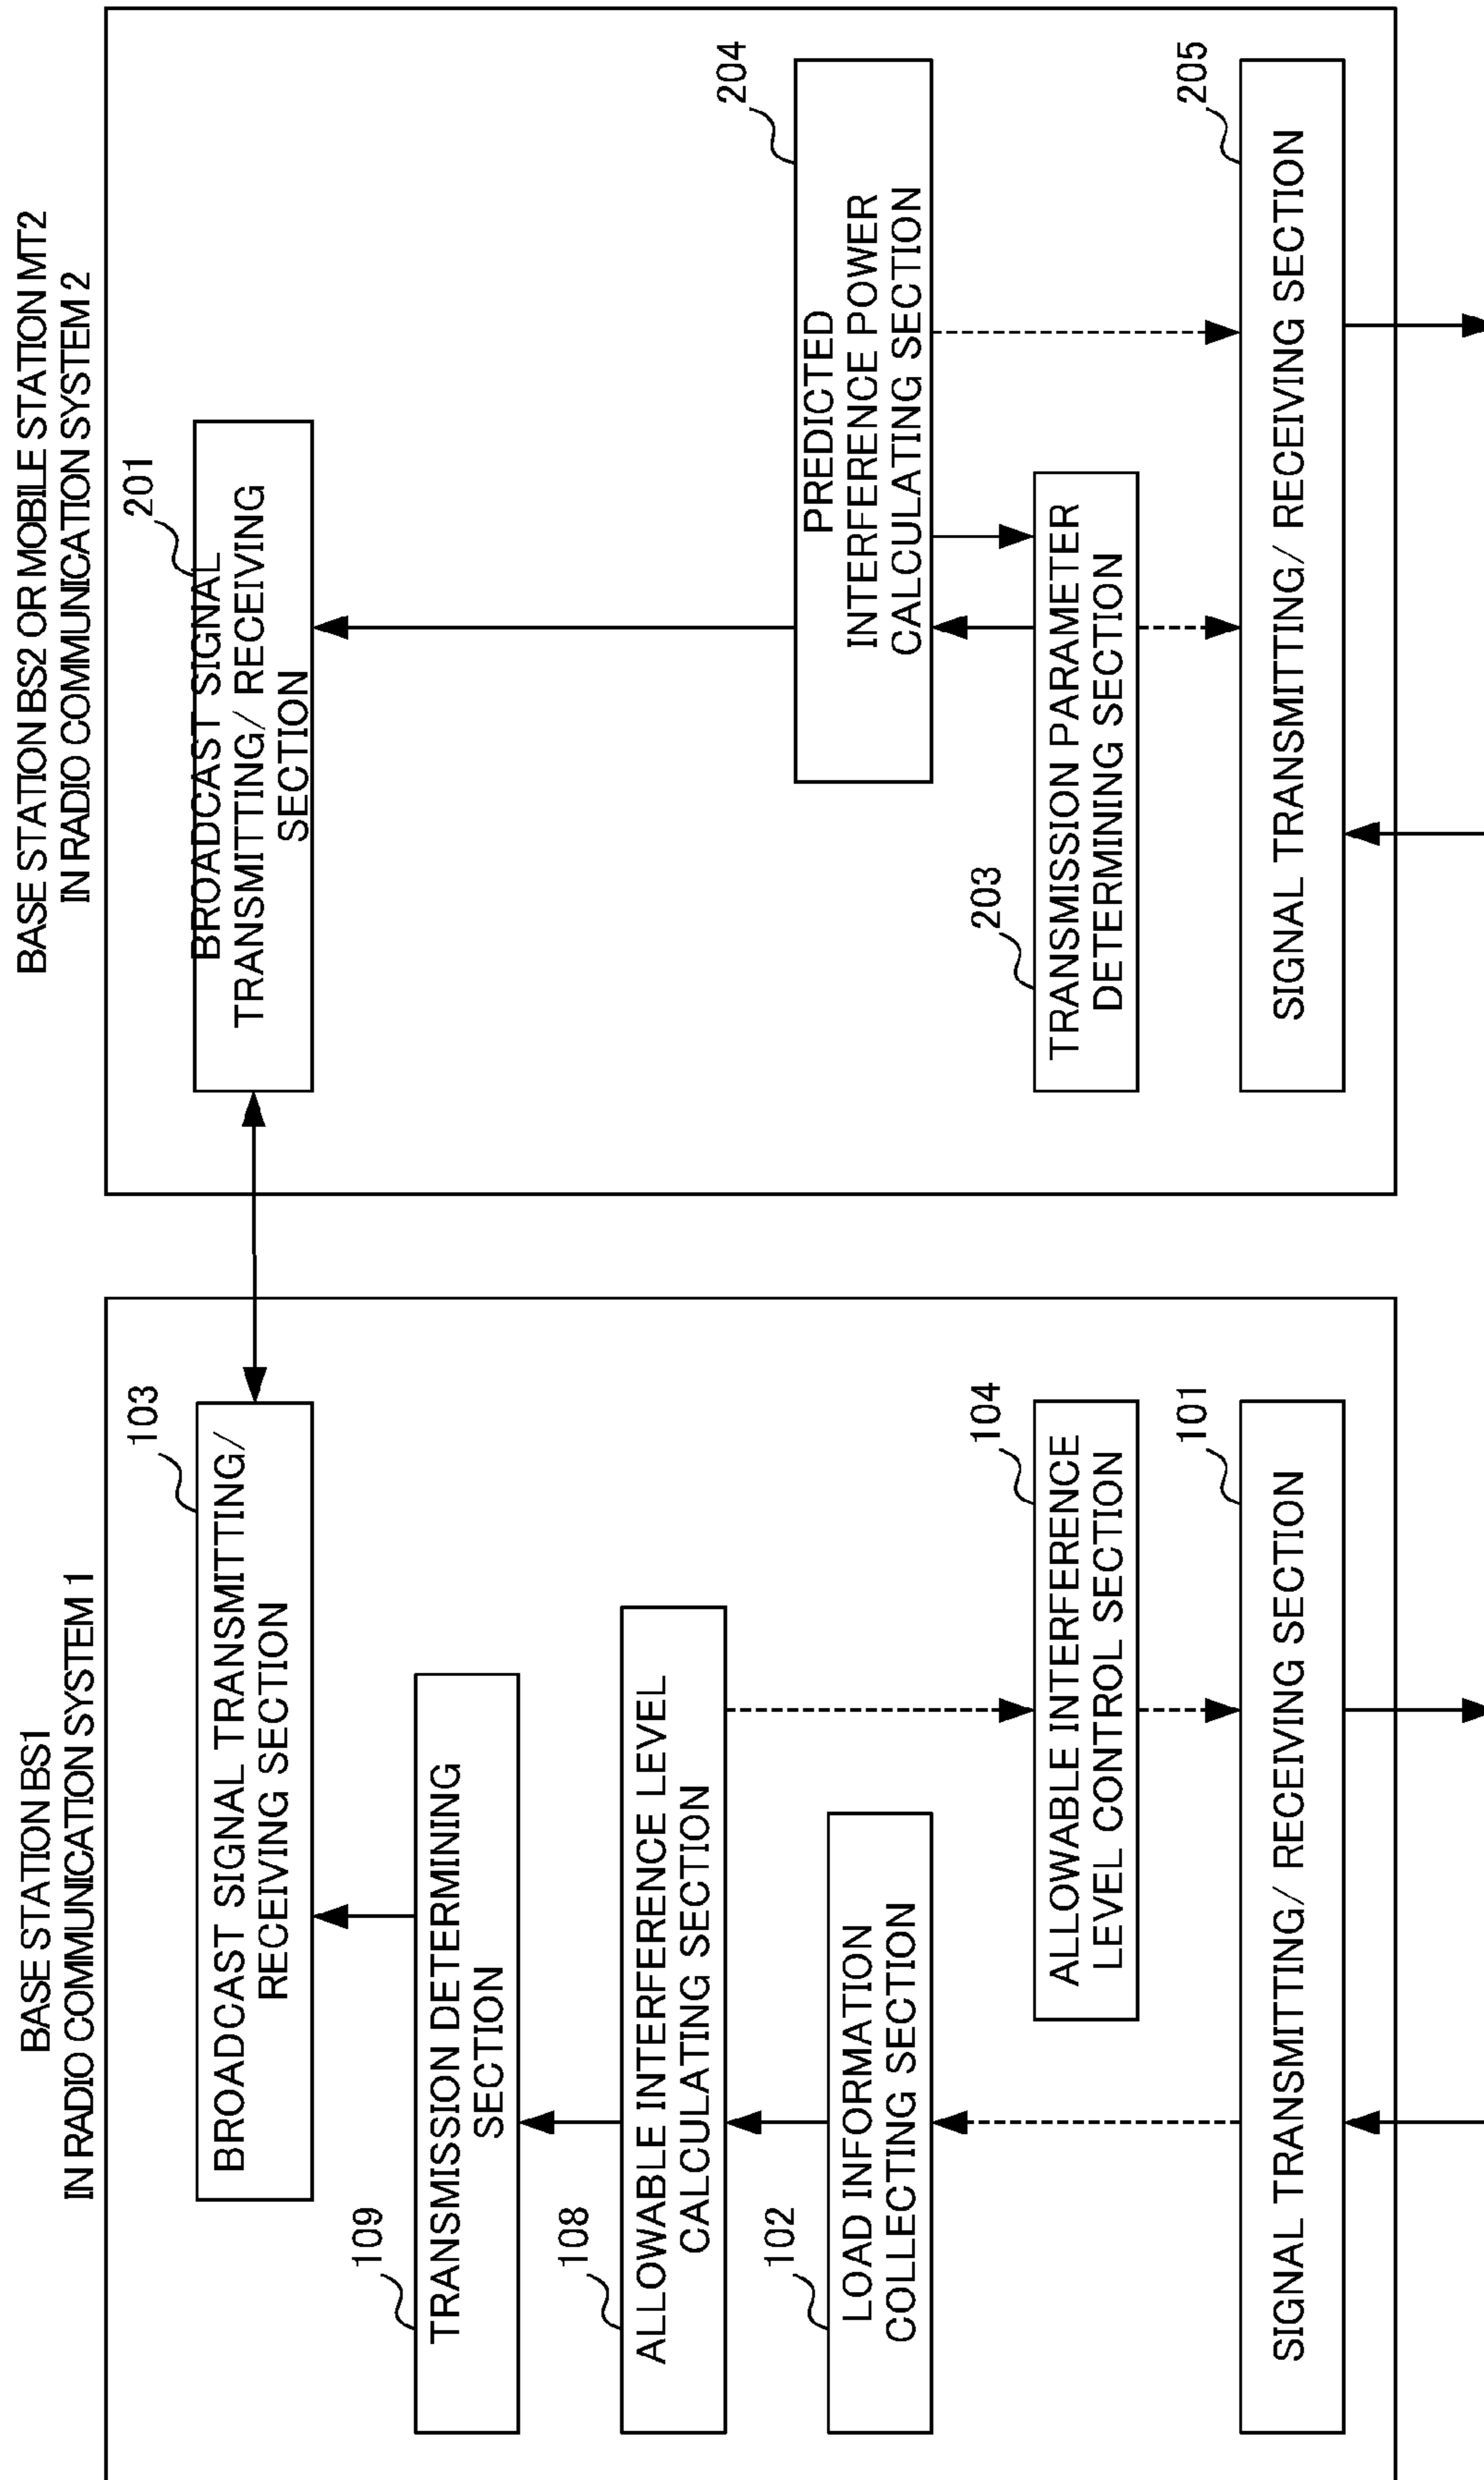 BASE STATION BS1
IN RADIO COMMUNICATION SYSTEM 1
103
BROADCAST SIGNAL TRANSMITTING/
RECEIVING SECTION
109
TRANSMISSION DETERMINING
SECTION
108
ALLOWABLE INTERFERENCE LEVEL
CALCULATING SECTION
102
LOAD INFORMATION
COLLECTING SECTION
104
ALLOWABLE INTERFERENCE
LEVEL CONTROL SECTION
101
SIGNAL TRANSMITTING/ RECEIVING SECTION
BASE STATION BS2 OR MOBILE STATION MT2
IN RADIO COMMUNICATION SYSTEM 2
201
BROADCAST SIGNAL
TRANSMITTING/ RECEIVING
SECTION
204
PREDICTED
INTERFERENCE POWER
CALCULATING SECTION
203
TRANSMISSION PARAMETER
DETERMINING SECTION
205
SIGNAL TRANSMITTING/ RECEIVING SECTION